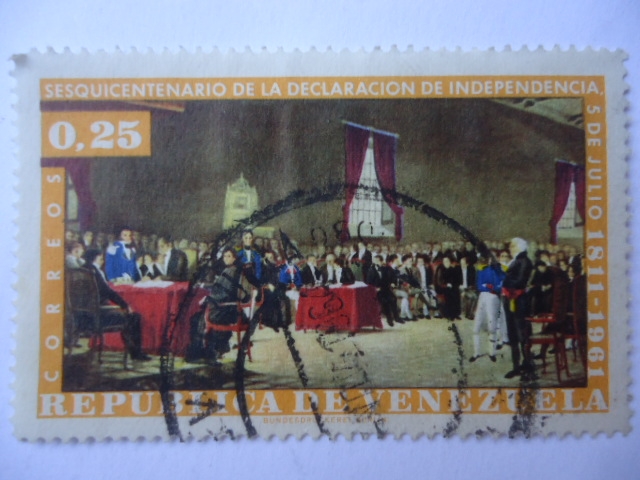 SESQUICENTENARIO DE LA DECLARACION DE INDEPENDENCIA,
5 DE JULIO 1811-1961
0,25
CORREOS
REPUBLICA DE VENEZUELA